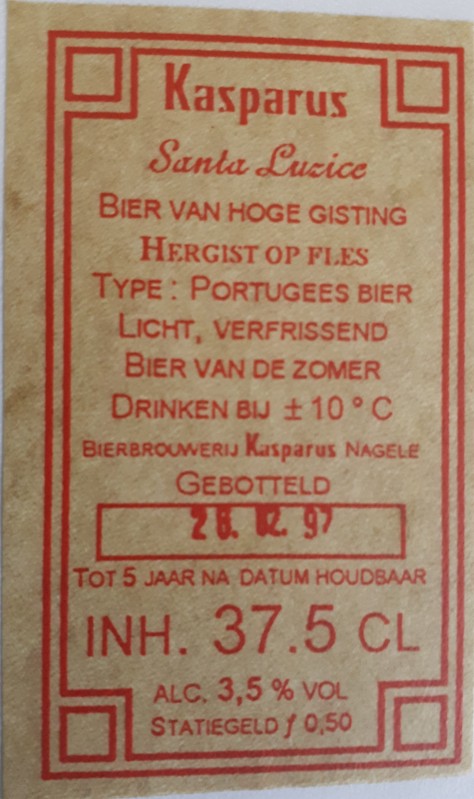 Kasparus
Santa Luzice
BIER VAN HOGE GISTING
HERGIST OP FLES
TYPE : PORTUGEES BIER
LICHT, VERFRISSEND
BIER VAN DE ZOMER
DRINKEN BIJ ± 10 ° C
BIERBROUWERIJ Kasparus NAGELE
GEBOTTELD
28. 02. 97
TOT 5 JAAR NA DATUM HOUDBAAR
INH. 37.5 CL
ALC. 3,5 % VOL
STATIEGELD ƒ 0,50